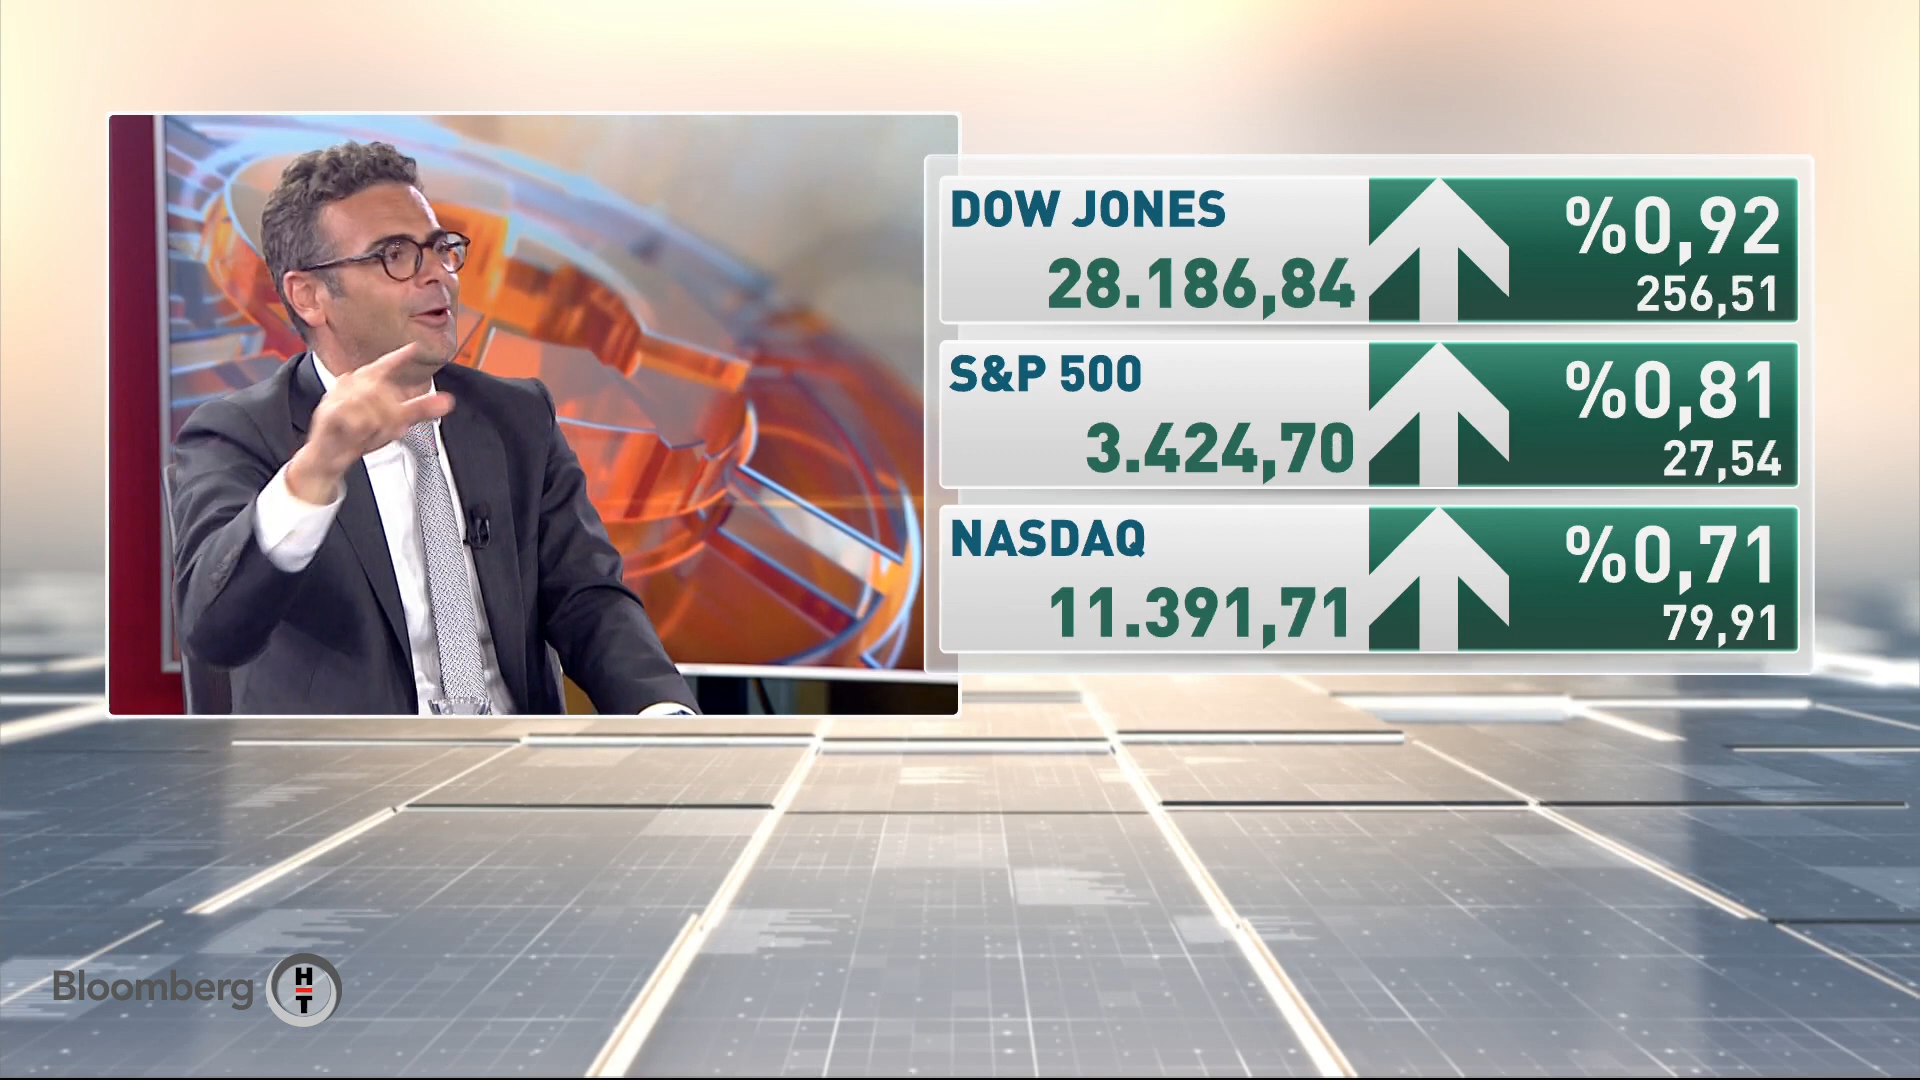 DOW JONES
28.186,84
%0,92
256,51
S&P 500
3.424,70
%0,81
27,54
NASDAQ
11.391,71
%0,71
79,91
Bloomberg HT